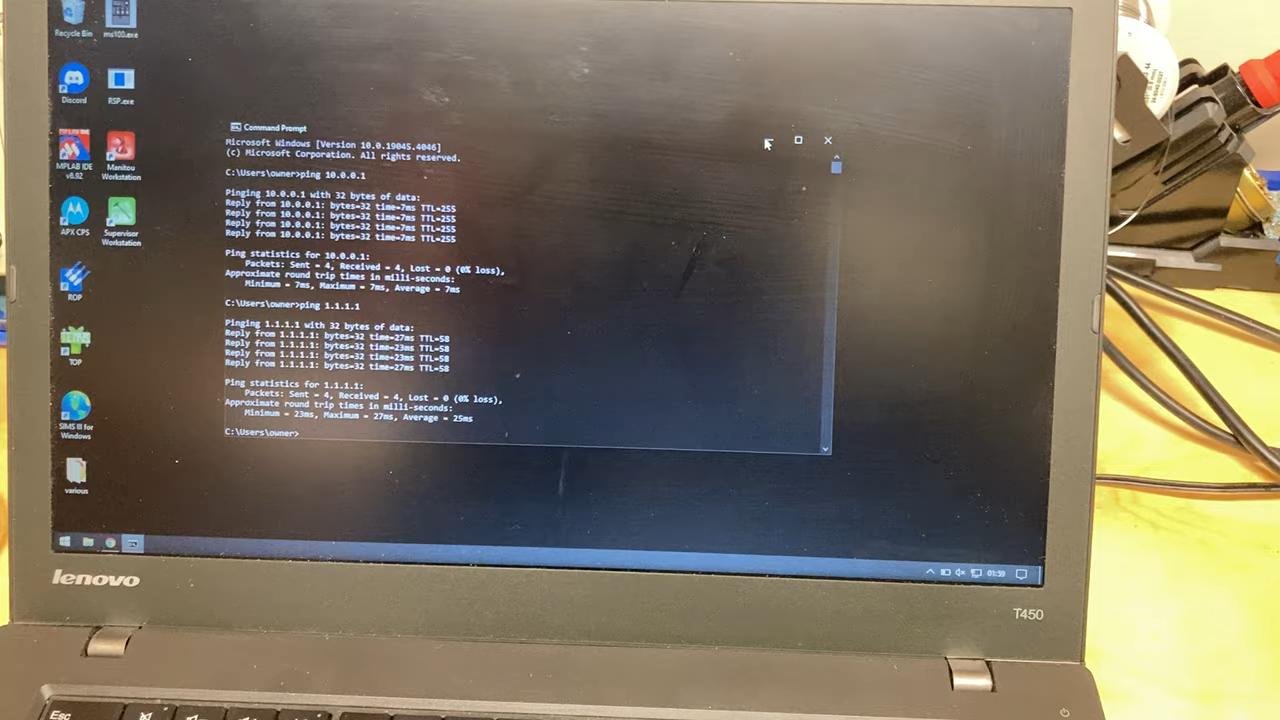 Recycle Bin
ms100.exe
Discord
RSP.exe
MPLAB IDE
v8.92
Manitou
Workstation
APX CPS
Supervisor
Workstation
RDP
TOP
SIMS II for
Windows
various
Command Prompt
Microsoft Windows [Version 10.0.19045.4046]
(c) Microsoft Corporation. All rights reserved.
C:\Users\owner>ping 10.0.0.1
Pinging 10.0.0.1 with 32 bytes of data:
Reply from 10.0.0.1: bytes=32 time=7ms TTL=255
Reply from 10.0.0.1: bytes=32 time=7ms TTL=255
Reply from 10.0.0.1: bytes=32 time=7ms TTL=255
Reply from 10.0.0.1: bytes=32 time=7ms TTL=255
Ping statistics for 10.0.0.1:
Packets: Sent = 4, Received = 4, Lost = 0 (0% loss),
Approximate round trip times in milli-seconds:
Minimum = 7ms, Maximum = 7ms, Average = 7ms
C:\Users\owner>ping 1.1.1.1
Pinging 1.1.1.1 with 32 bytes of data:
Reply from 1.1.1.1: bytes=32 time=27ms TTL=58
Reply from 1.1.1.1: bytes=32 time=23ms TTL=58
Reply from 1.1.1.1: bytes=32 time=23ms TTL=58
Reply from 1.1.1.1: bytes=32 time=27ms TTL=58
Ping statistics for 1.1.1.1:
Packets: Sent = 4, Received = 4, Lost = 0 (0% loss),
Approximate round trip times in milli-seconds:
Minimum = 23ms, Maximum = 27ms, Average = 25ms
C:\Users\owner>
01:59
lenovo
T450
Esc